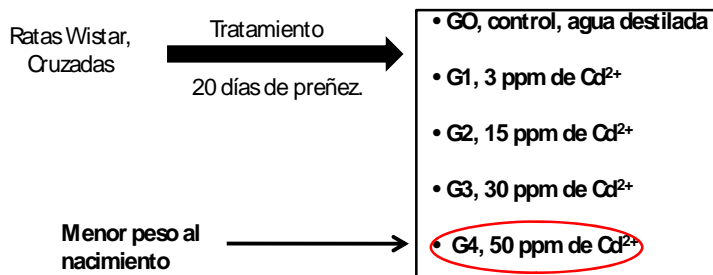 Ratas Wistar,
Cruzadas
Tratamiento
20 días de preñez.
• GO, control, agua destilada
• G1, 3 ppm de Cd²⁺
• G2, 15 ppm de Cd²⁺
• G3, 30 ppm de Cd²⁺
• G4, 50 ppm de Cd²⁺
Menor peso al
nacimiento